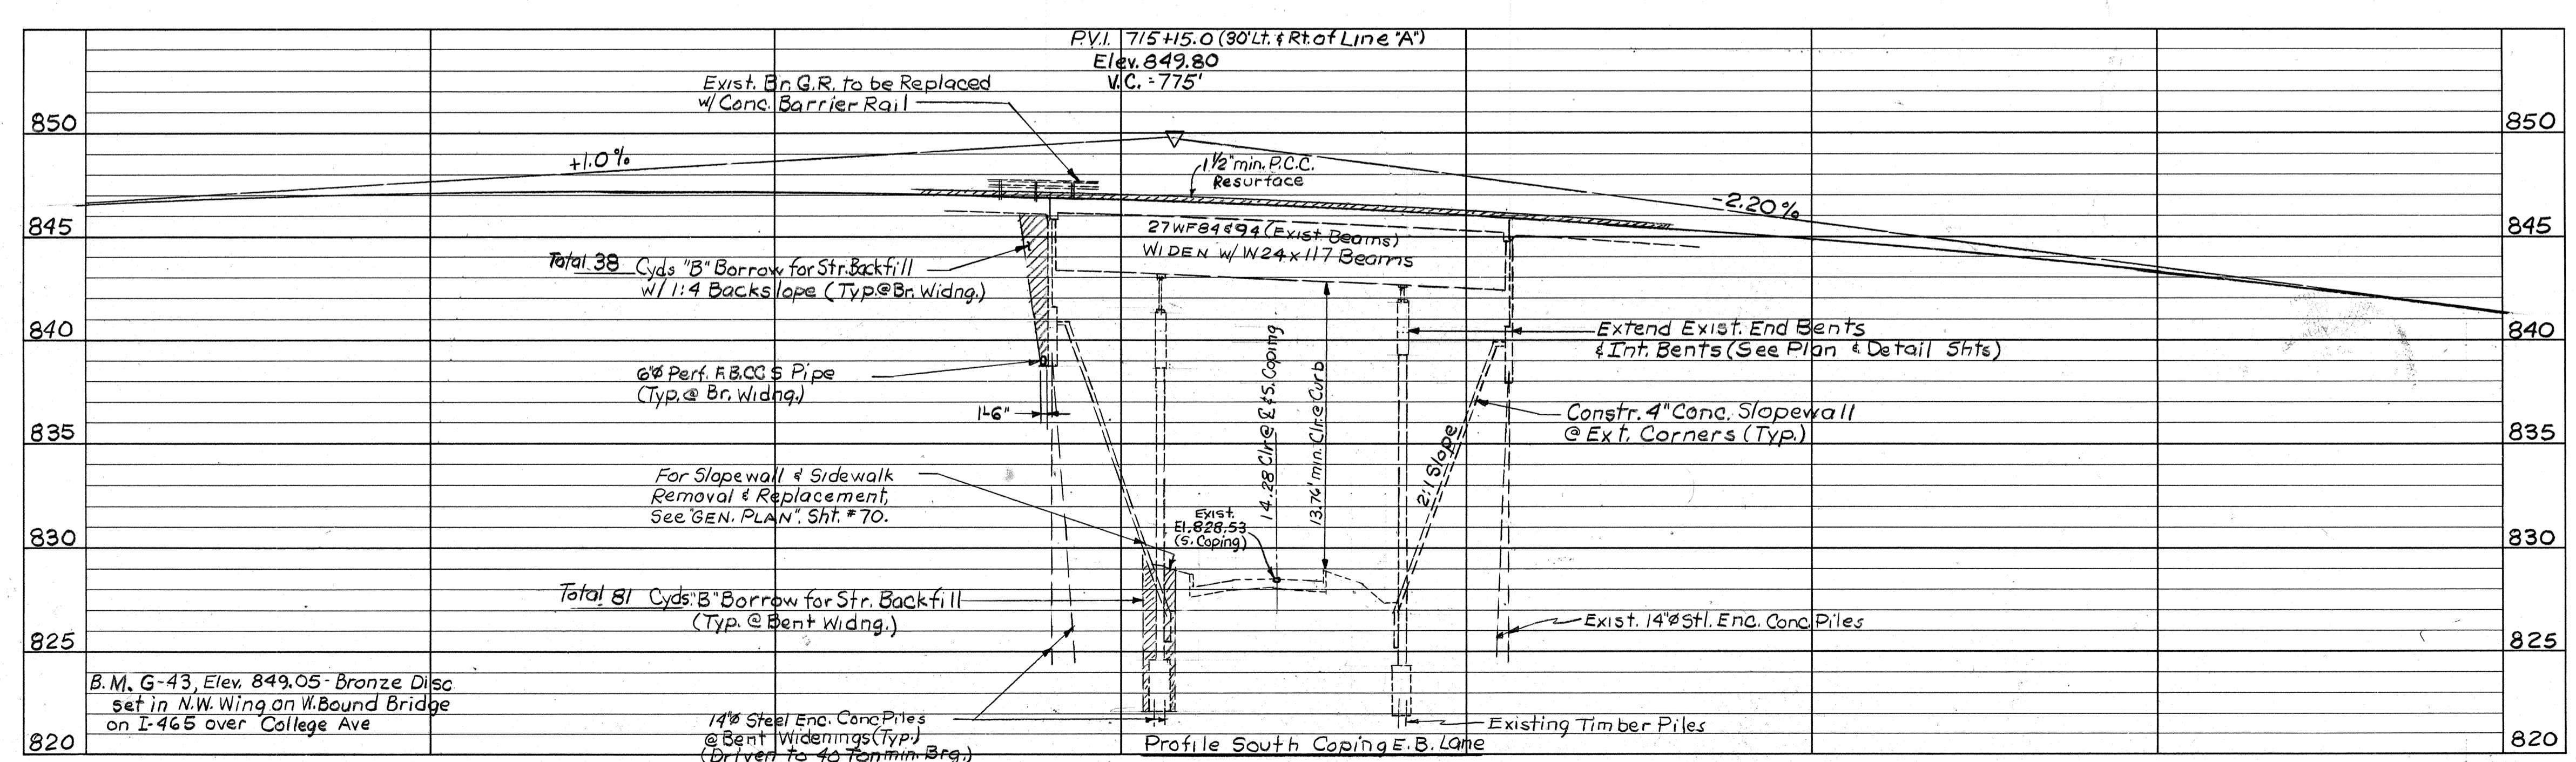 P.V.I. 715+15.0 (30'Lt. & Rt. of Line "A")
Elev. 849.80
V.C. = 775'
Exist. Br. G.R. to be Replaced
w/ Conc. Barrier Rail
850
850
+1.0%
1½" min. P.C.C.
Resurface
-2.20%
845
845
27WF84&94 (Exist Beams)
WIDEN W/ W24x117 Beams
Total 38 Cyds "B" Borrow for Str. Backfill
w/ 1:4 Backslope (Typ.@Br. Widng.)
840
840
Extend Exist. End Bents
& Int. Bents (See Plan & Detail Shts)
6"ø Perf. F.B.CC S Pipe
(Typ. @ Br. Widng.)
1'-6"
14.28 Clr @ ℄ & S. Coping
13.76' min. Clr. @ Curb
Constr. 4" Conc. Slopewall
@ Ext. Corners (Typ.)
835
835
2:1 Slope
For Slopewall & Sidewalk
Removal & Replacement,
See "GEN. PLAN". Sht. #70.
EXIST.
El. 828.53
(S. Coping)
830
830
Total 81 Cyds. "B" Borrow for Str. Backfill
(Typ. @ Bent Widng.)
Exist. 14"ø Stl. Enc. Conc. Piles
825
825
B.M. G-43, Elev. 849.05 - Bronze Disc
set in N.W. Wing on W. Bound Bridge
on I-465 over College Ave
14"ø Steel Enc. Conc Piles
@ Bent Widenings (Typ.)
(Driven to 40 Ton min. Brg.)
Existing Timber Piles
820
820
Profile South Coping E.B. Lane